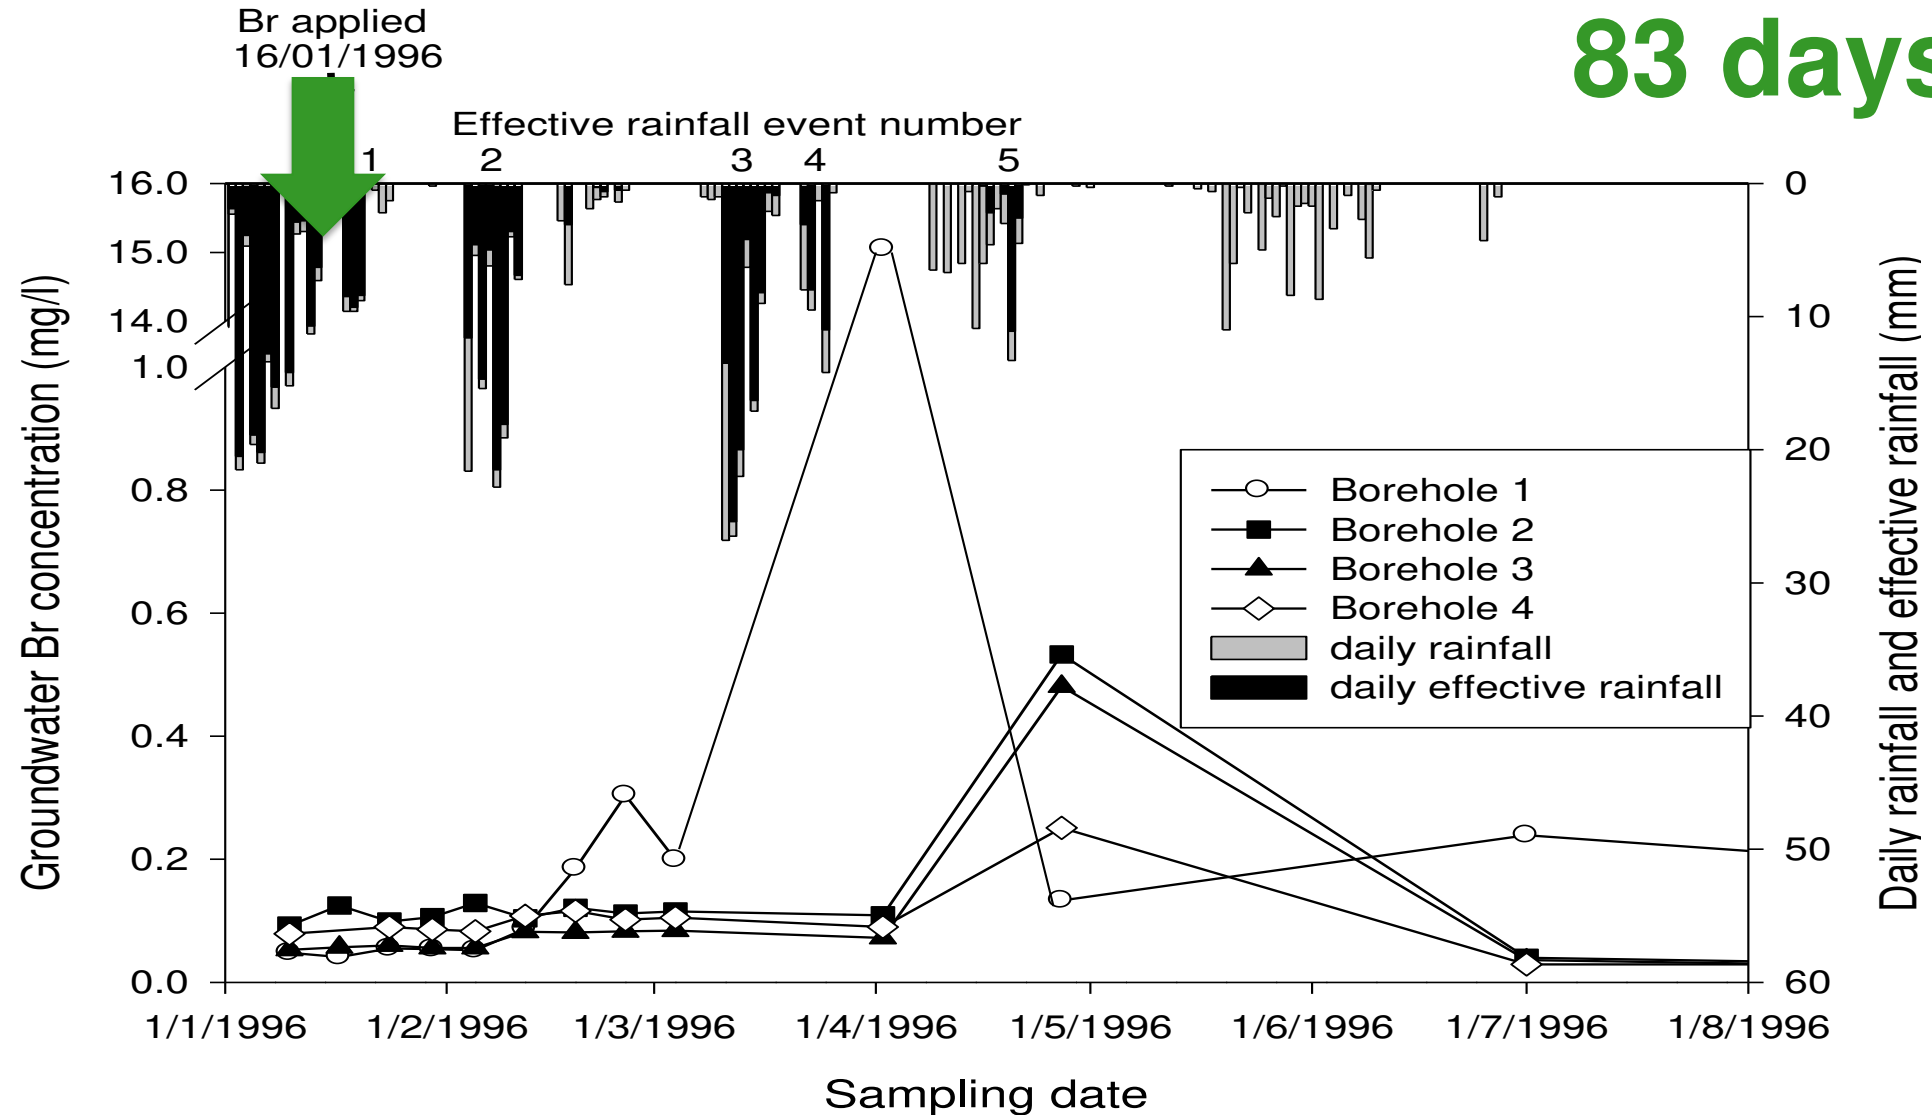 Br applied
16/01/1996
83 days
Effective rainfall event number
1 2 3 4 5
16.0
15.0
14.0
1.0
0.8
0.6
0.4
0.2
0.0
Groundwater Br concentration (mg/l)
0
10
20
30
40
50
60
Daily rainfall and effective rainfall (mm)
Borehole 1
Borehole 2
Borehole 3
Borehole 4
daily rainfall
daily effective rainfall
1/1/1996 1/2/1996 1/3/1996 1/4/1996 1/5/1996 1/6/1996 1/7/1996 1/8/1996
Sampling date